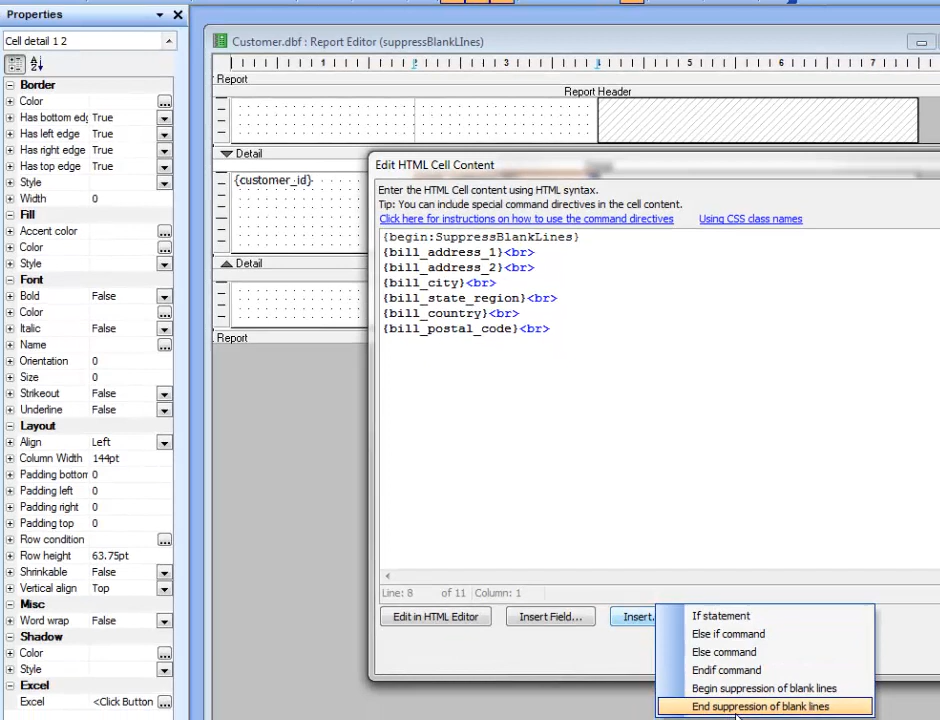 Properties
Cell detail 1 2
Border
Color
Has bottom edg True
Has left edge True
Has right edge True
Has top edge True
Style
Width 0
Fill
Accent color
Color
Style
Font
Bold False
Color
Italic False
Name
Orientation 0
Size 0
Strikeout False
Underline False
Layout
Align Left
Column Width 144pt
Padding bottom 0
Padding left 0
Padding right 0
Padding top 0
Row condition
Row height 63.75pt
Shrinkable False
Vertical align Top
Misc
Word wrap False
Shadow
Color
Style
Excel
Excel <Click Button
Customer.dbf : Report Editor (suppressBlankLInes)
1 2 3 4 5 6 7
Report
Report Header
Detail
{customer_id}
Detail
Report
Edit HTML Cell Content
Enter the HTML Cell content using HTML syntax.
Tip: You can include special command directives in the cell content.
Click here for instructions on how to use the command directives Using CSS class names
{begin:SuppressBlankLines}
{bill_address_1}<br>
{bill_address_2}<br>
{bill_city}<br>
{bill_state_region}<br>
{bill_country}<br>
{bill_postal_code}<br>
Line: 8 of 11 Column: 1
Edit in HTML Editor Insert Field... Insert.
If statement
Else if command
Else command
Endif command
Begin suppression of blank lines
End suppression of blank lines